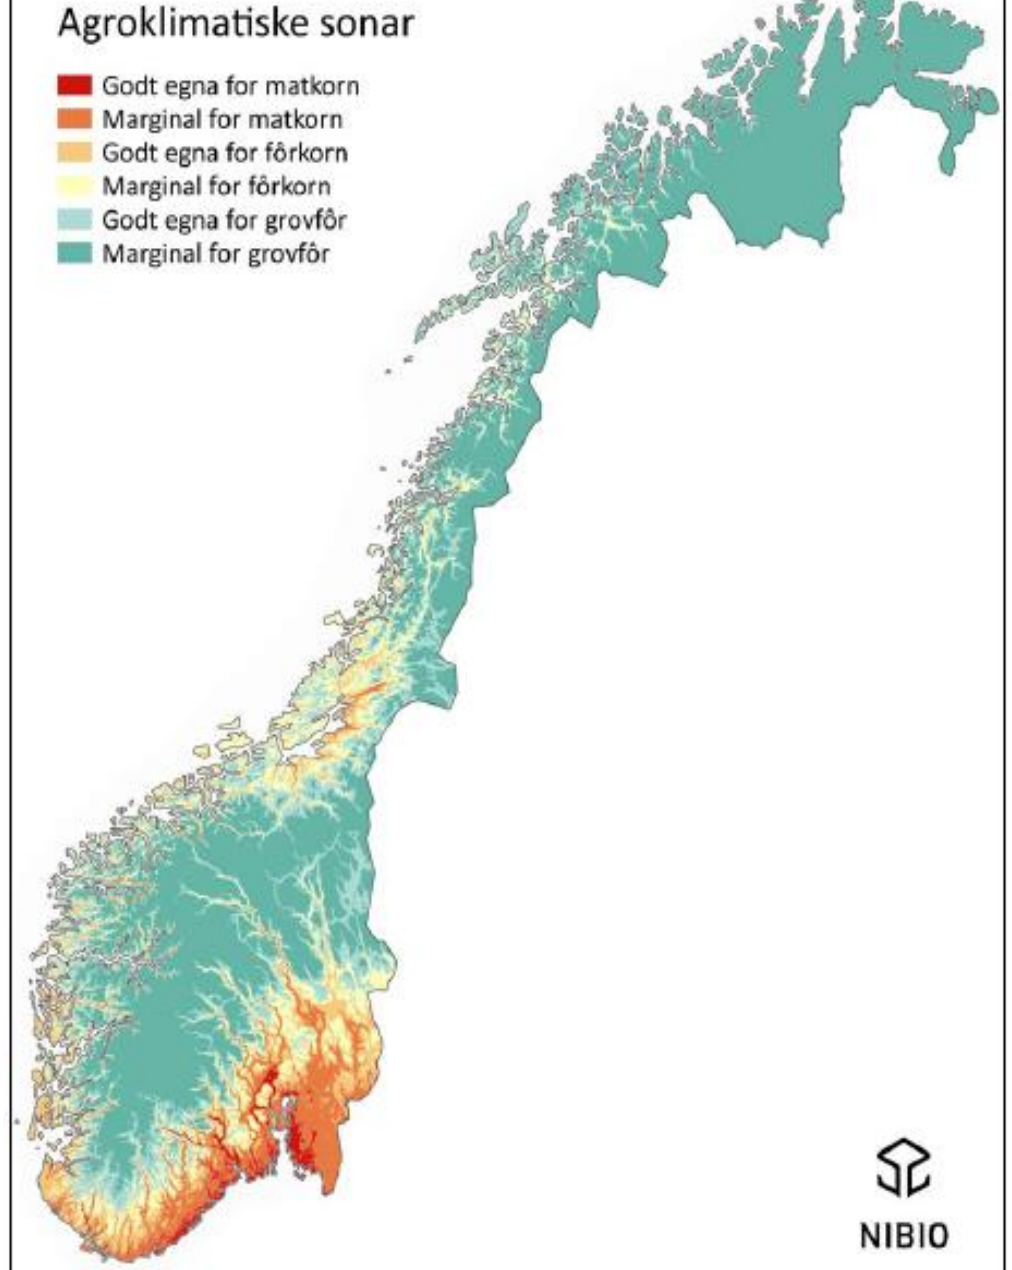 Agroklimatiske sonar
Godt egna for matkorn
Marginal for matkorn
Godt egna for fôrkorn
Marginal for fôrkorn
Godt egna for grovfôr
Marginal for grovfôr
NIBIO